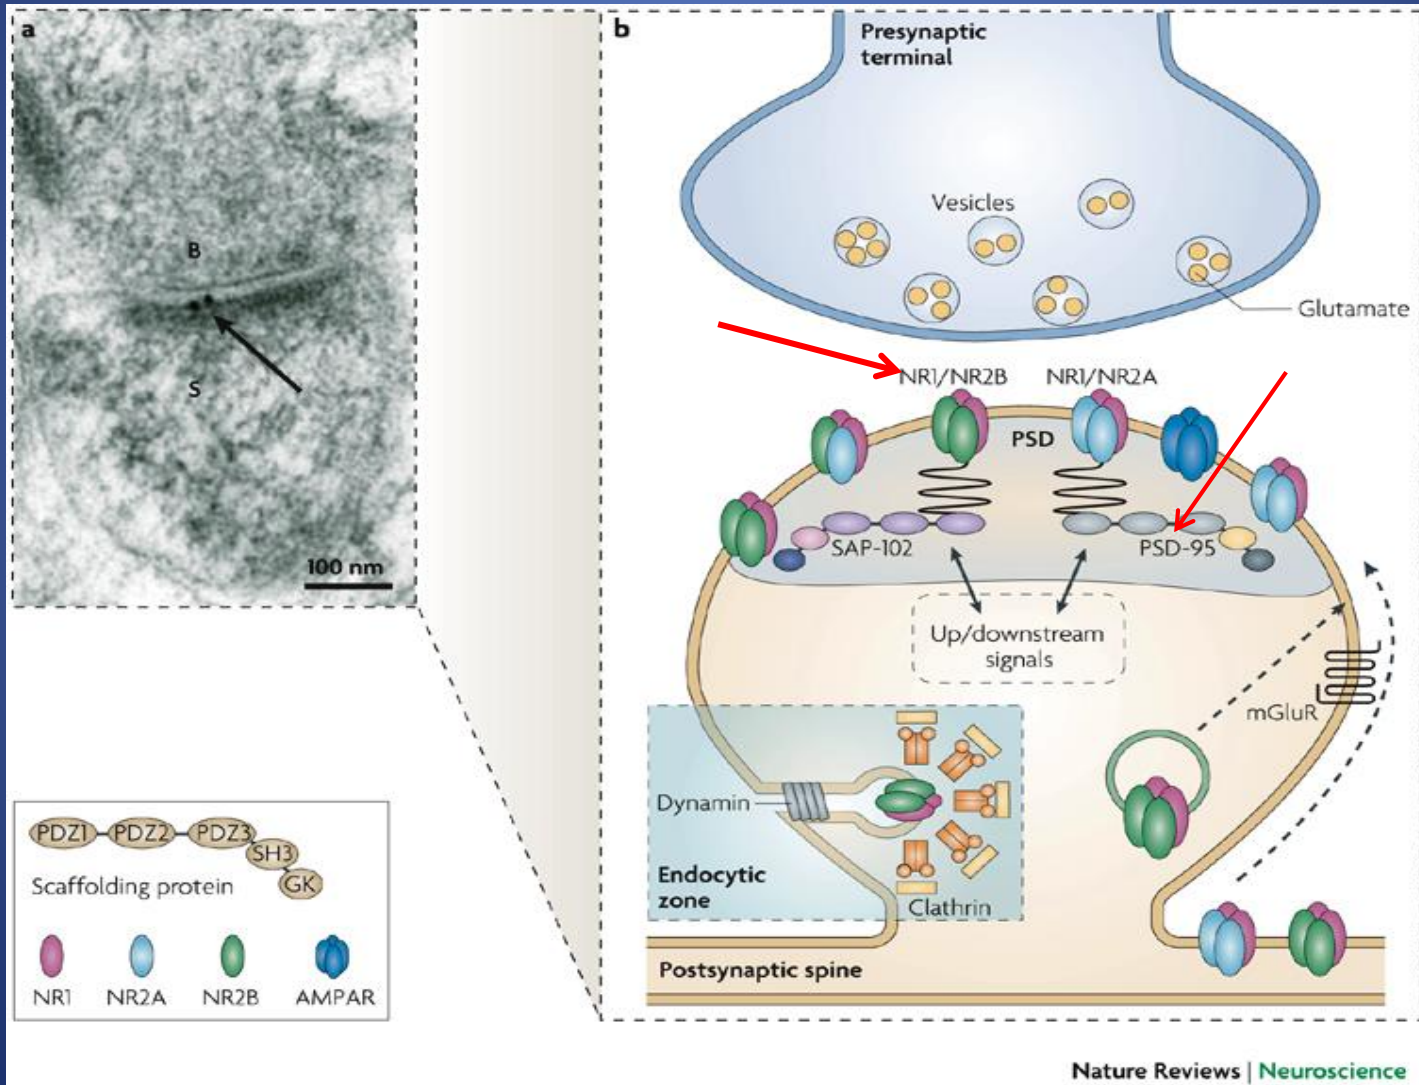 a
B
S
100 nm
PDZ1
PDZ2
PDZ3
SH3
GK
Scaffolding protein
NR1
NR2A
NR2B
AMPAR
b
Presynaptic
terminal
Vesicles
Glutamate
NR1/NR2B
NR1/NR2A
PSD
SAP-102
PSD-95
Up/downstream
signals
mGluR
Dynamin
Endocytic
zone
Clathrin
Postsynaptic spine
Nature Reviews | Neuroscience